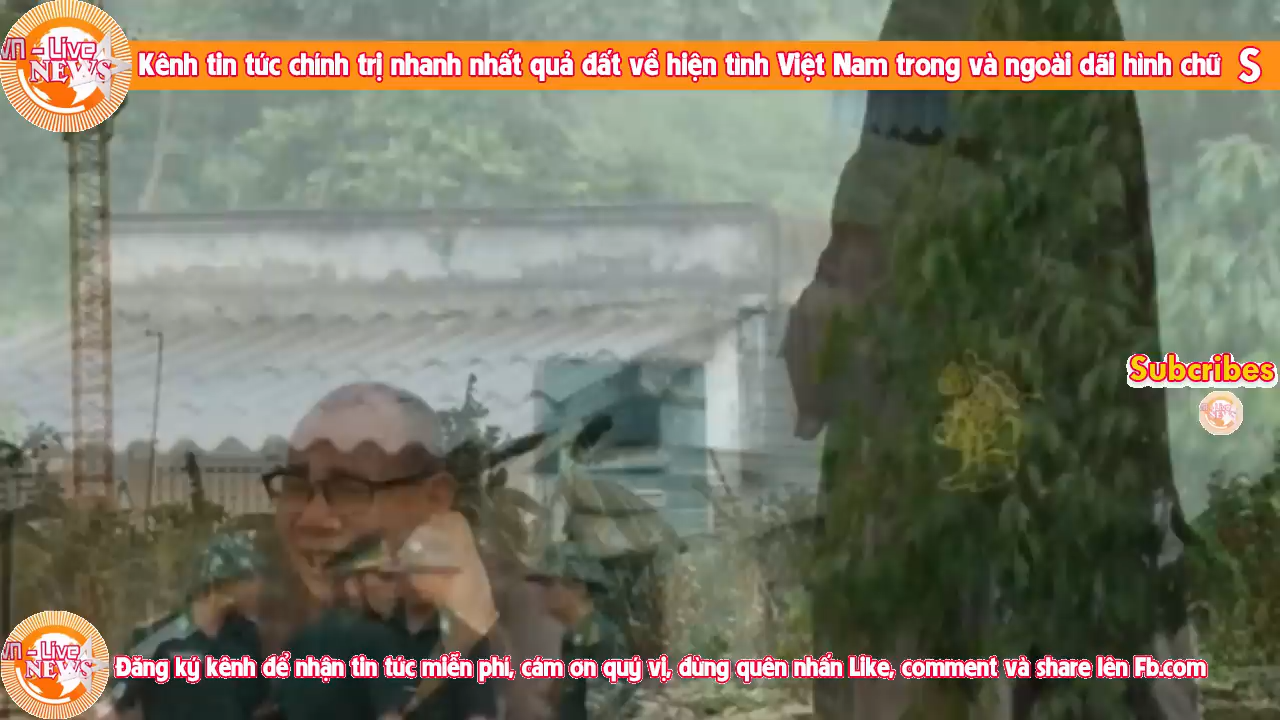 VN - Live
NEWS
Kênh tin tức chính trị nhanh nhất quả đất về hiện tình Việt Nam trong và ngoài dãi hình chữ S
Subcribes
VN - Live
NEWS
Đăng ký kênh để nhận tin tức miễn phí, cám ơn quý vị, đừng quên nhấn Like, comment và share lên Fb.com